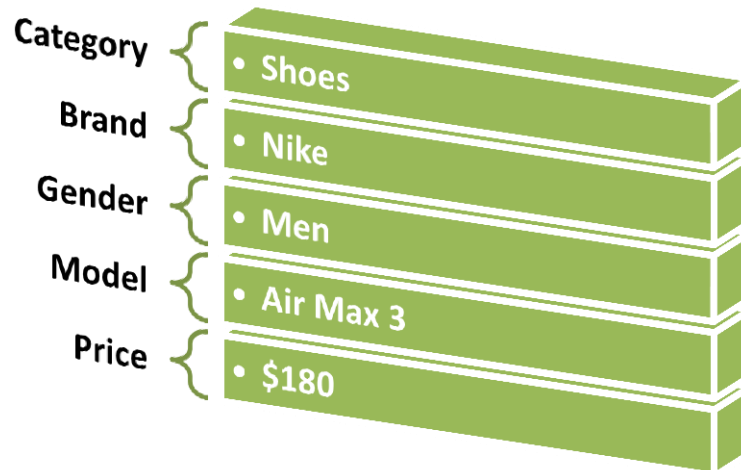 Category
• Shoes
Brand
• Nike
Gender
• Men
Model
• Air Max 3
Price
• $180